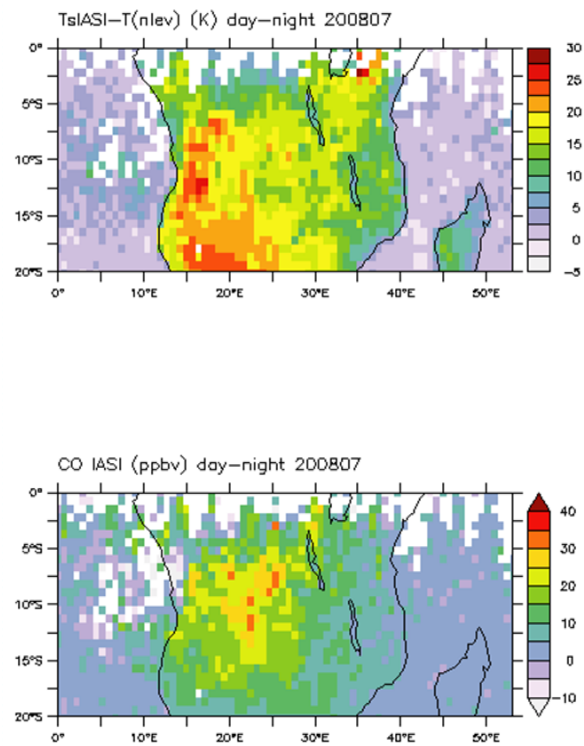 TsIASI-T(nlev) (K) day-night 200807
0°
5°S
10°S
15°S
20°S
0° 10°E 20°E 30°E 40°E 50°E
30
25
20
15
10
5
0
-5
CO IASI (ppbv) day-night 200807
0°
5°S
10°S
15°S
20°S
0° 10°E 20°E 30°E 40°E 50°E
40
30
20
10
0
-10